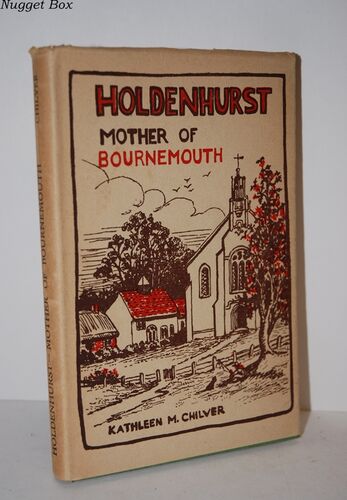 Nugget Box
HOLDENHURST
MOTHER OF
BOURNEMOUTH
KATHLEEN M. CHILVER
HOLDENHURST - MOTHER OF BOURNEMOUTH CHILVER